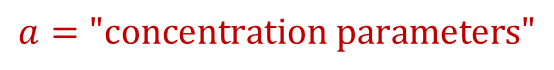 a = "concentration parameters"